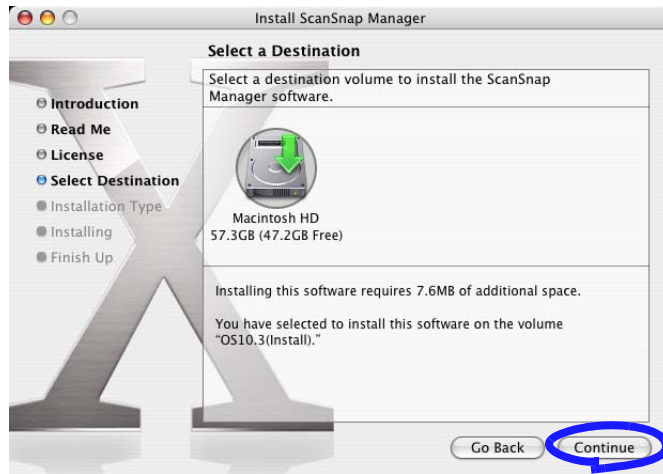 Install ScanSnap Manager
Select a Destination
Select a destination volume to install the ScanSnap
Manager software.
Introduction
Read Me
License
Select Destination
Installation Type
Installing
Finish Up
Macintosh HD
57.3GB (47.2GB Free)
Installing this software requires 7.6MB of additional space.
You have selected to install this software on the volume
"OS10.3(Install)."
Go Back
Continue